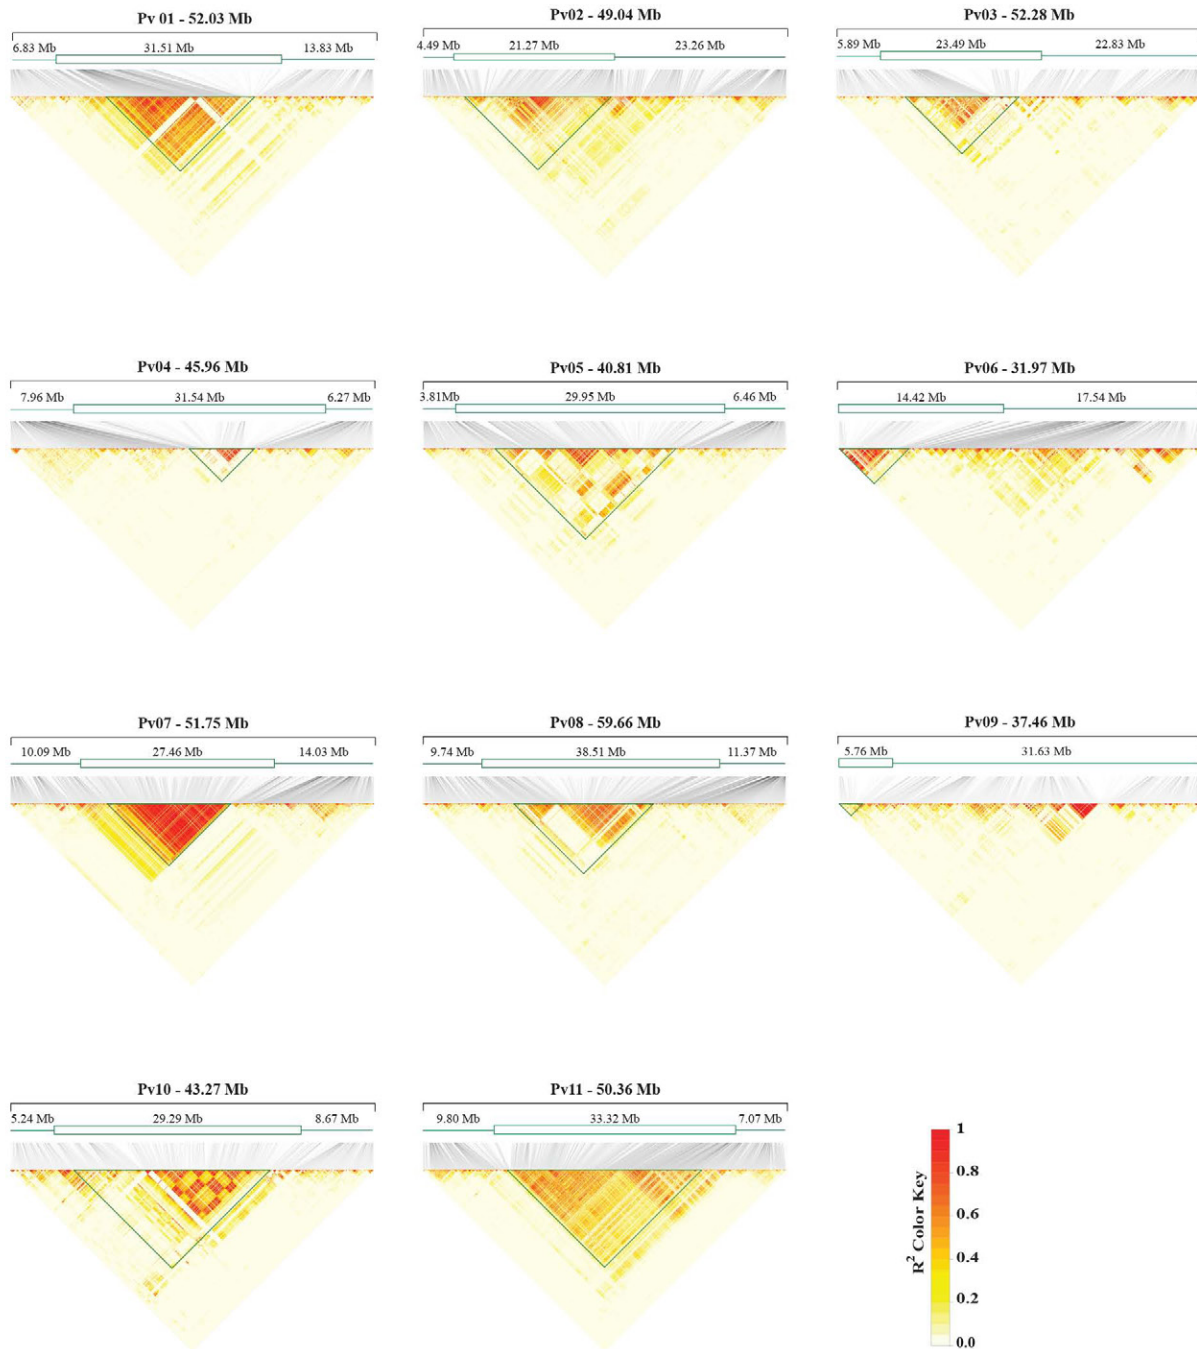 Pv 01 - 52.03 Mb
6.83 Mb 31.51 Mb 13.83 Mb
Pv02 - 49.04 Mb
4.49 Mb 21.27 Mb 23.26 Mb
Pv03 - 52.28 Mb
5.89 Mb 23.49 Mb 22.83 Mb
Pv04 - 45.96 Mb
7.96 Mb 31.54 Mb 6.27 Mb
Pv05 - 40.81 Mb
3.81Mb 29.95 Mb 6.46 Mb
Pv06 - 31.97 Mb
14.42 Mb 17.54 Mb
Pv07 - 51.75 Mb
10.09 Mb 27.46 Mb 14.03 Mb
Pv08 - 59.66 Mb
9.74 Mb 38.51 Mb 11.37 Mb
Pv09 - 37.46 Mb
5.76 Mb 31.63 Mb
Pv10 - 43.27 Mb
5.24 Mb 29.29 Mb 8.67 Mb
Pv11 - 50.36 Mb
9.80 Mb 33.32 Mb 7.07 Mb
R² Color Key
1
0.8
0.6
0.4
0.2
0.0